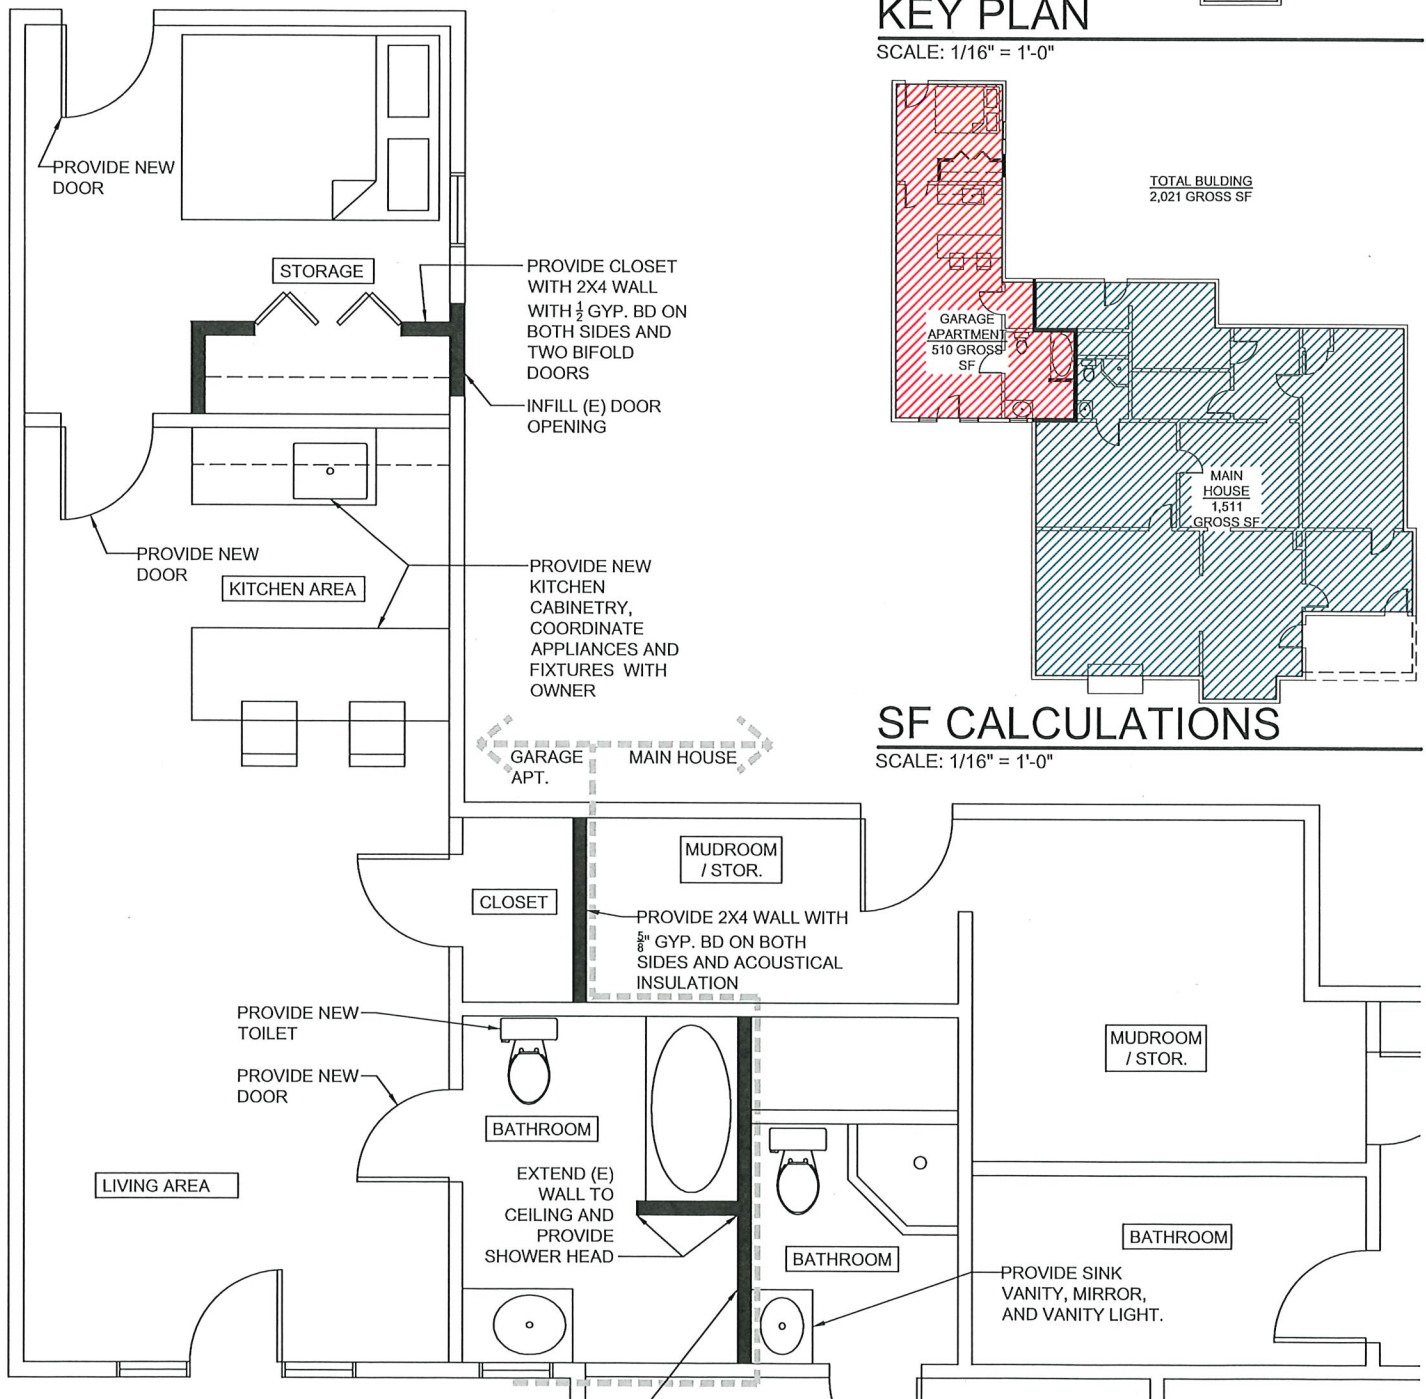 KEY PLAN
SCALE: 1/16" = 1'-0"
TOTAL BULDING
2,021 GROSS SF
GARAGE
APARTMENT
510 GROSS
SF
MAIN
HOUSE
1,511
GROSS SF
SF CALCULATIONS
SCALE: 1/16" = 1'-0"
PROVIDE NEW
DOOR
STORAGE
PROVIDE CLOSET
WITH 2X4 WALL
WITH 1/2 GYP. BD ON
BOTH SIDES AND
TWO BIFOLD
DOORS
INFILL (E) DOOR
OPENING
PROVIDE NEW
DOOR
KITCHEN AREA
PROVIDE NEW
KITCHEN
CABINETRY,
COORDINATE
APPLIANCES AND
FIXTURES WITH
OWNER
GARAGE
APT.
MAIN HOUSE
MUDROOM
/ STOR.
CLOSET
PROVIDE 2X4 WALL WITH
5/8" GYP. BD ON BOTH
SIDES AND ACOUSTICAL
INSULATION
PROVIDE NEW
TOILET
PROVIDE NEW
DOOR
MUDROOM
/ STOR.
BATHROOM
LIVING AREA
EXTEND (E)
WALL TO
CEILING AND
PROVIDE
SHOWER HEAD
BATHROOM
BATHROOM
PROVIDE SINK
VANITY, MIRROR,
AND VANITY LIGHT.